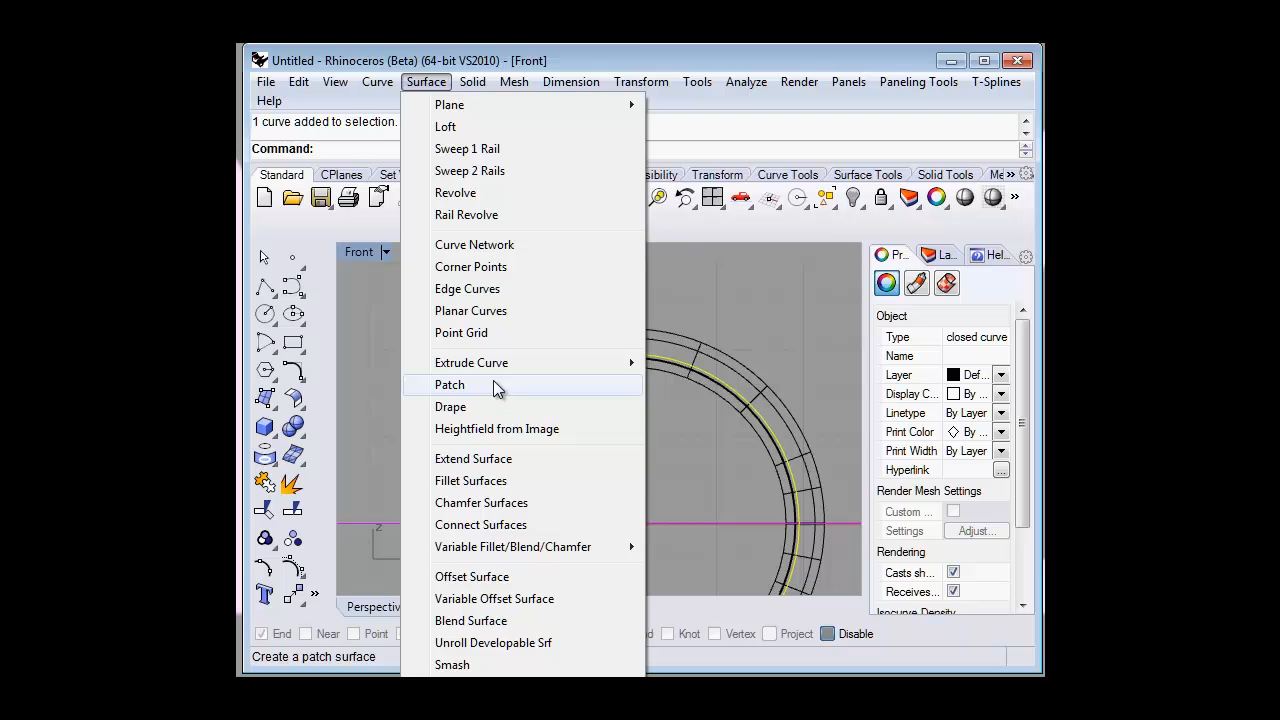 Untitled - Rhinoceros (Beta) (64-bit VS2010) - [Front]
File Edit View Curve Surface Solid Mesh Dimension Transform Tools Analyze Render Panels Paneling Tools T-Splines
Help
1 curve added to selection.
Command:
Standard CPlanes Set sibility Transform Curve Tools Surface Tools Solid Tools Me »
»
Front
Plane
Loft
Sweep 1 Rail
Sweep 2 Rails
Revolve
Rail Revolve
Curve Network
Corner Points
Edge Curves
Planar Curves
Point Grid
Extrude Curve
Patch
Drape
Heightfield from Image
Extend Surface
Fillet Surfaces
Chamfer Surfaces
Connect Surfaces
Variable Fillet/Blend/Chamfer
Offset Surface
Variable Offset Surface
Blend Surface
Unroll Developable Srf
Smash
z
Pr... La... Hel...
Object
Type closed curve
Name
Layer Def...
Display C... By ...
Linetype By Layer
Print Color By ...
Print Width By Layer
Hyperlink ...
Render Mesh Settings
Custom ...
Settings Adjust...
Rendering
Casts sh...
Receives...
Isocurve Density
»
Perspectiv
End Near Point d Knot Vertex Project Disable
Create a patch surface